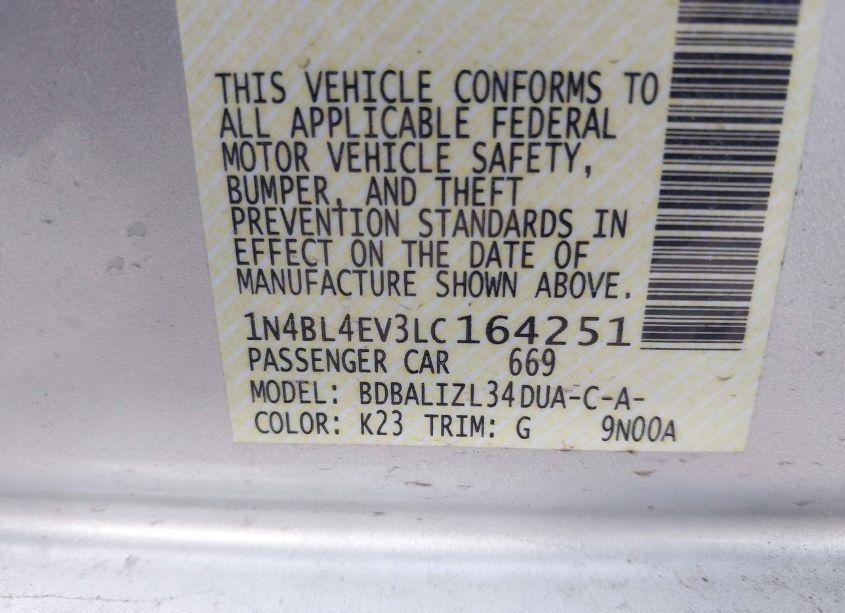 THIS VEHICLE CONFORMS TO
ALL APPLICABLE FEDERAL
MOTOR VEHICLE SAFETY,
BUMPER, AND THEFT
PREVENTION STANDARDS IN
EFFECT ON THE DATE OF
MANUFACTURE SHOWN ABOVE.
1N4BL4EV3LC164251
PASSENGER CAR 669
MODEL: BDBALIZL34DUA-C-A-
COLOR: K23 TRIM: G 9N00A